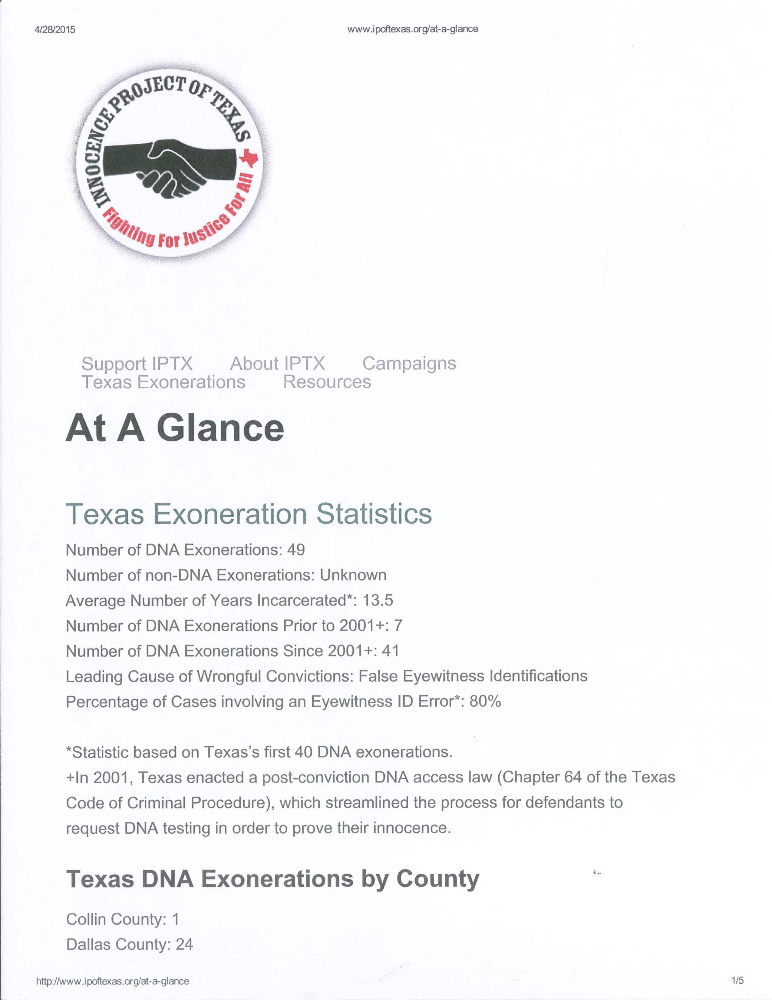 4/28/2015 www.ipoftexas.org/at-a-glance
INNOCENCE PROJECT OF TEXAS
Fighting For Justice For All
Support IPTX About IPTX Campaigns
Texas Exonerations Resources
At A Glance
Texas Exoneration Statistics
Number of DNA Exonerations: 49
Number of non-DNA Exonerations: Unknown
Average Number of Years Incarcerated*: 13.5
Number of DNA Exonerations Prior to 2001+: 7
Number of DNA Exonerations Since 2001+: 41
Leading Cause of Wrongful Convictions: False Eyewitness Identifications
Percentage of Cases involving an Eyewitness ID Error*: 80%
*Statistic based on Texas's first 40 DNA exonerations.
+In 2001, Texas enacted a post-conviction DNA access law (Chapter 64 of the Texas
Code of Criminal Procedure), which streamlined the process for defendants to
request DNA testing in order to prove their innocence.
Texas DNA Exonerations by County
Collin County: 1
Dallas County: 24
http://www.ipoftexas.org/at-a-glance 1/5